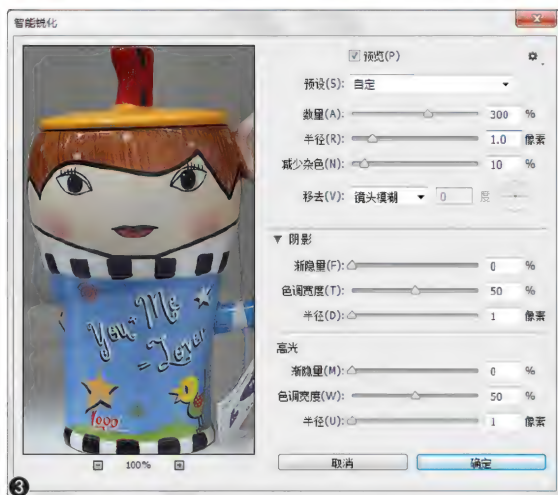 智能锐化
预览(P)
预设(S): 自定
数量(A): 300 %
半径(R): 1.0 像素
减少杂色(N): 10 %
移去(V): 镜头模糊 0 度
阴影
渐隐量(F): 0 %
色调宽度(T): 50 %
半径(D): 1 像素
高光
渐隐量(M): 0 %
色调宽度(W): 50 %
半径(U): 1 像素
取消 确定
You + Me
= Lover
100%
3